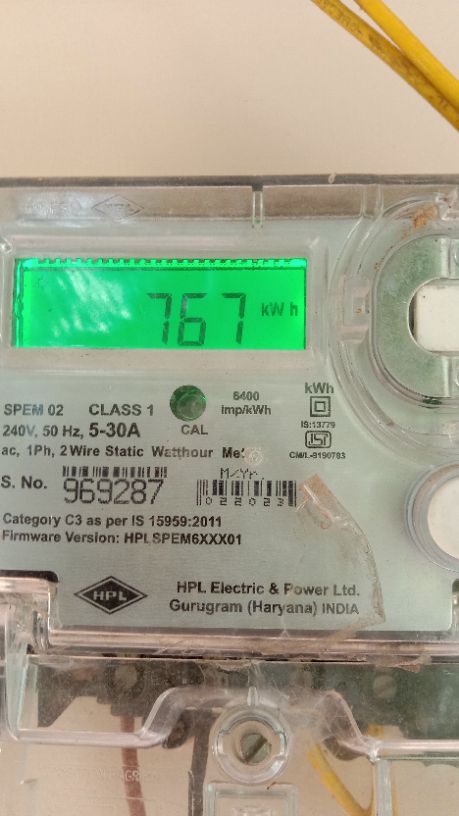 767 kWh
SPEM 02 CLASS 1 6400 imp/kWh kWh
240V, 50 Hz, 5-30A CAL IS:13779
ac, 1Ph, 2 Wire Static Watthour CM/L-9190783
S. No. 969287 M/Yr 022023
Category C3 as per IS 15959:2011
Firmware Version: HPLSPEM6XXX01
HPL HPL Electric & Power Ltd.
Gurugram (Haryana) INDIA